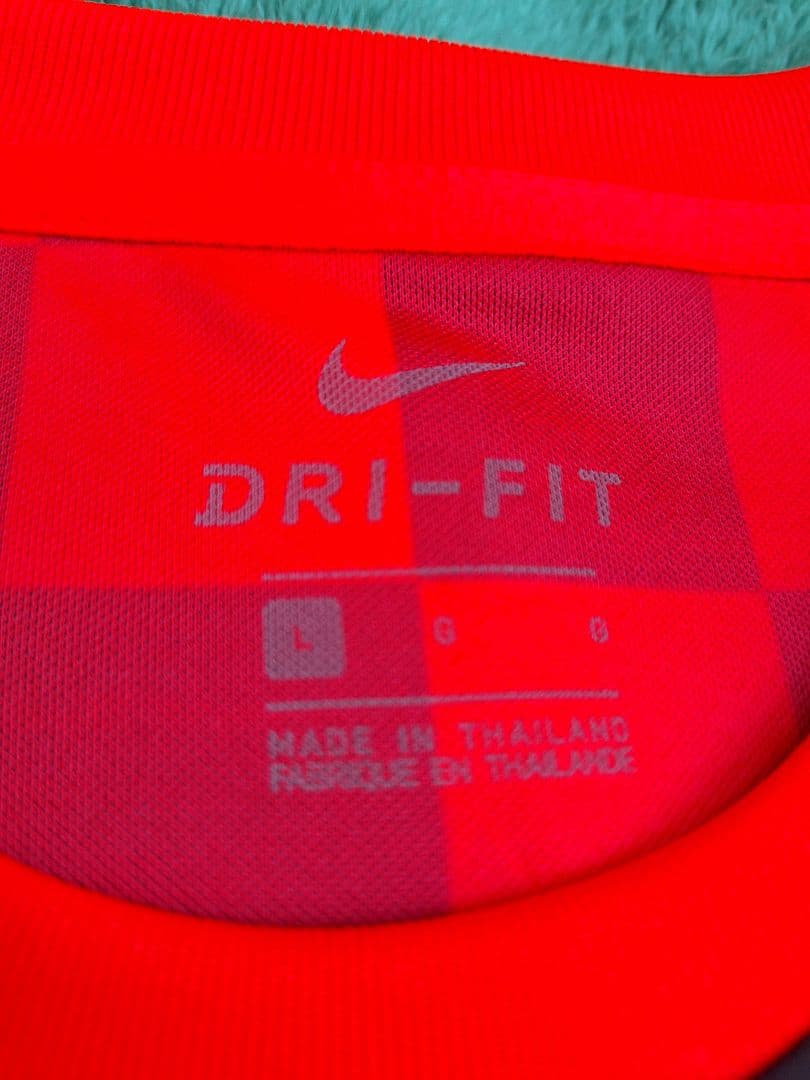 DRI-FIT
L G G
MADE IN THAILAND
FABRIQUE EN THAILANDE